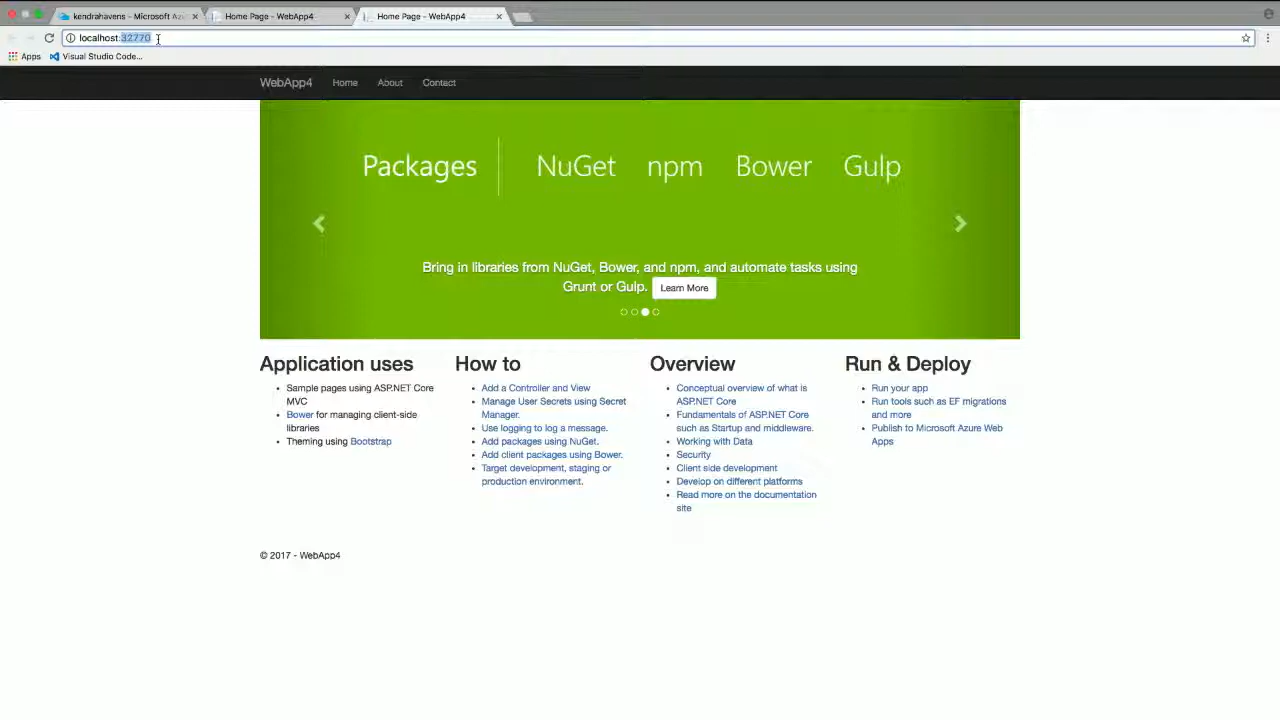 kendrahavens – Microsoft Az
Home Page - WebApp4
Home Page - WebApp4
localhost:32770
Apps
Visual Studio Code...
WebApp4
Home
About
Contact
Packages
NuGet
npm
Bower
Gulp
Bring in libraries from NuGet, Bower, and npm, and automate tasks using
Grunt or Gulp.
Learn More
Application uses
Sample pages using ASP.NET Core
MVC
Bower for managing client-side
libraries
Theming using Bootstrap
How to
Add a Controller and View
Manage User Secrets using Secret
Manager.
Use logging to log a message.
Add packages using NuGet.
Add client packages using Bower.
Target development, staging or
production environment.
Overview
Conceptual overview of what is
ASP.NET Core
Fundamentals of ASP.NET Core
such as Startup and middleware.
Working with Data
Security
Client side development
Develop on different platforms
Read more on the documentation
site
Run & Deploy
Run your app
Run tools such as EF migrations
and more
Publish to Microsoft Azure Web
Apps
© 2017 - WebApp4